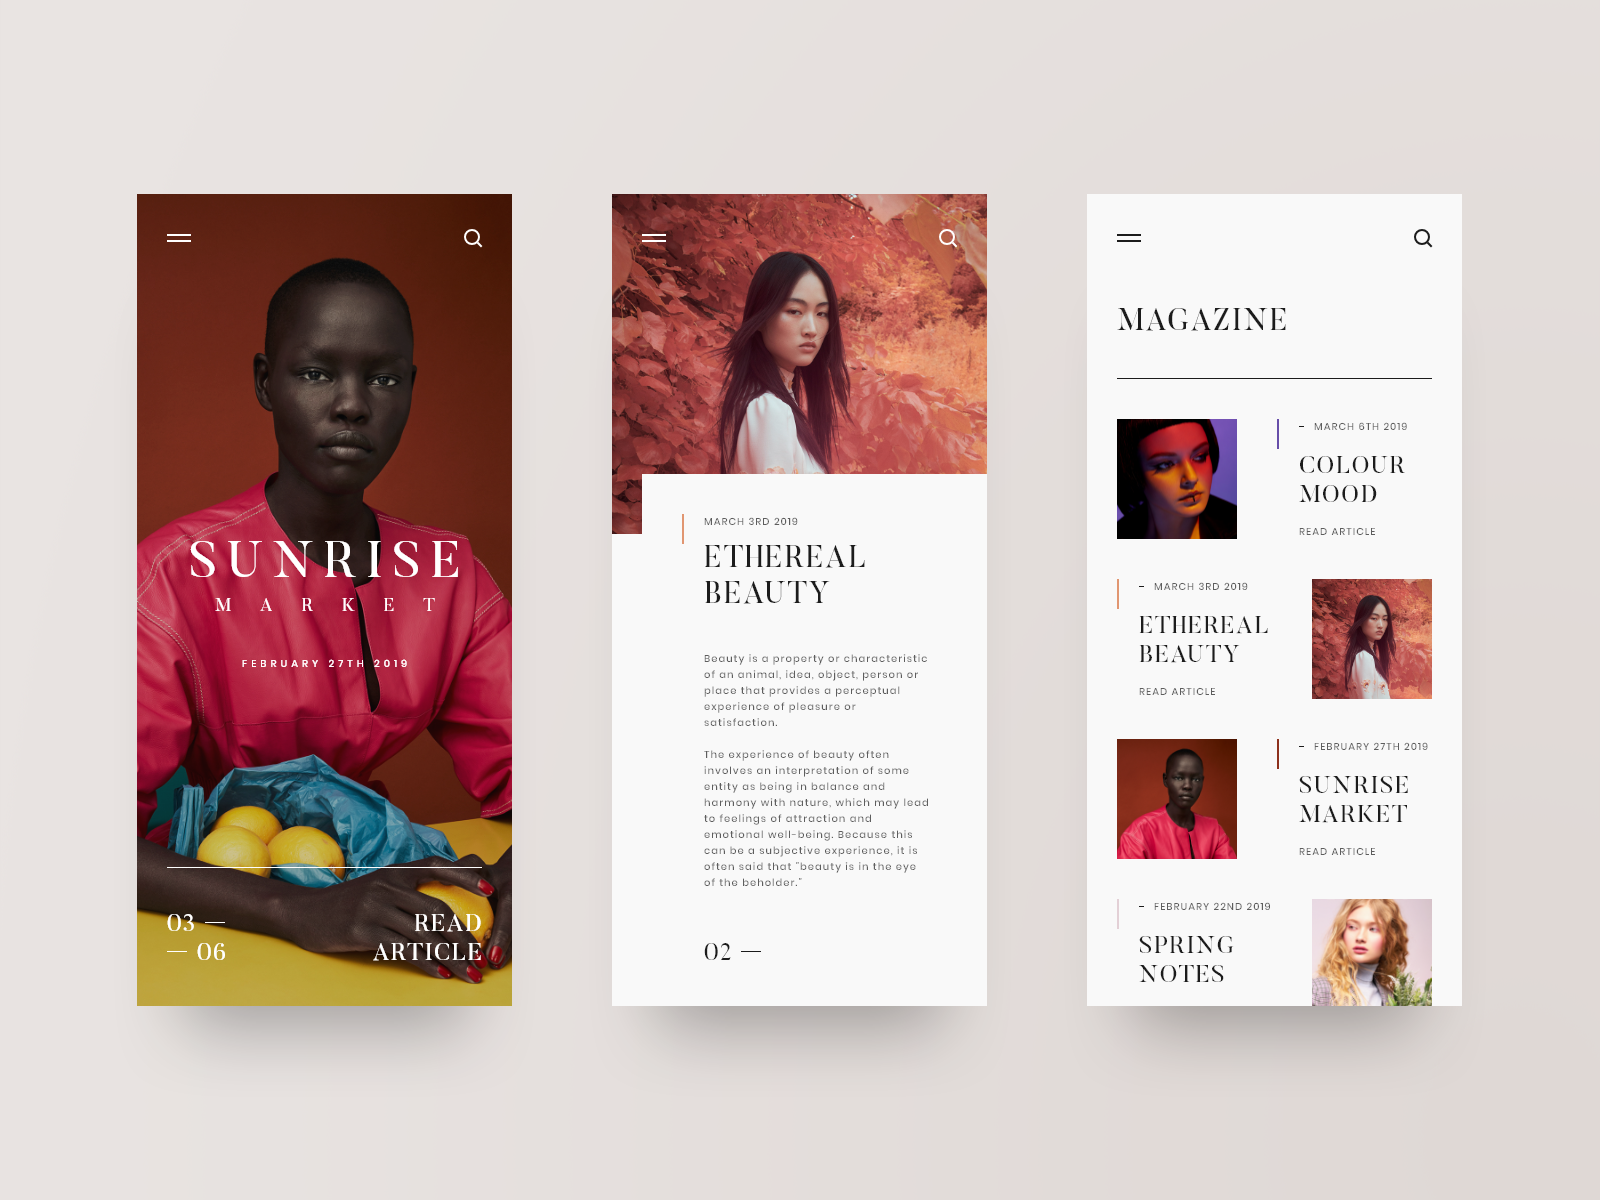 SUNRISE
MARKET
FEBRUARY 27TH 2019
03 —
— 06
READ
ARTICLE
MARCH 3RD 2019
ETHEREAL
BEAUTY
Beauty is a property or characteristic
of an animal, idea, object, person or
place that provides a perceptual
experience of pleasure or
satisfaction.
The experience of beauty often
involves an interpretation of some
entity as being in balance and
harmony with nature, which may lead
to feelings of attraction and
emotional well-being. Because this
can be a subjective experience, it is
often said that "beauty is in the eye
of the beholder."
02 —
MAGAZINE
– MARCH 6TH 2019
COLOUR
MOOD
READ ARTICLE
– MARCH 3RD 2019
ETHEREAL
BEAUTY
READ ARTICLE
– FEBRUARY 27TH 2019
SUNRISE
MARKET
READ ARTICLE
– FEBRUARY 22ND 2019
SPRING
NOTES